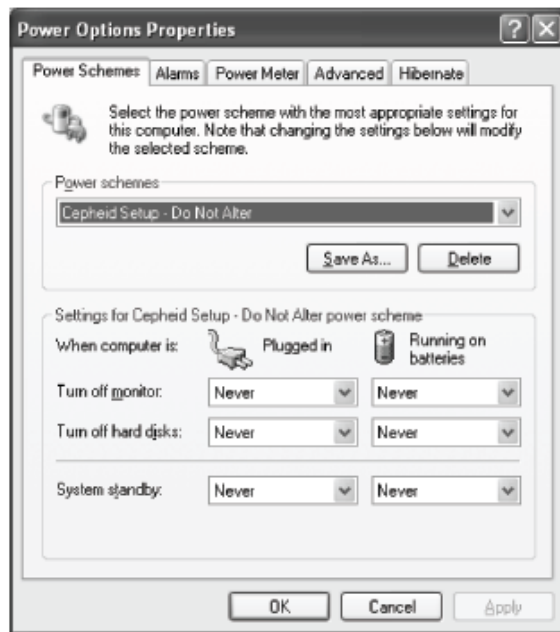 Power Options Properties
Power Schemes Alarms Power Meter Advanced Hibernate
Select the power scheme with the most appropriate settings for
this computer. Note that changing the settings below will modify
the selected scheme.
Power schemes
Cepheid Setup - Do Not Alter
Save As... Delete
Settings for Cepheid Setup - Do Not Alter power scheme
When computer is: Plugged in Running on
batteries
Turn off monitor: Never Never
Turn off hard disks: Never Never
System standby: Never Never
OK Cancel Apply